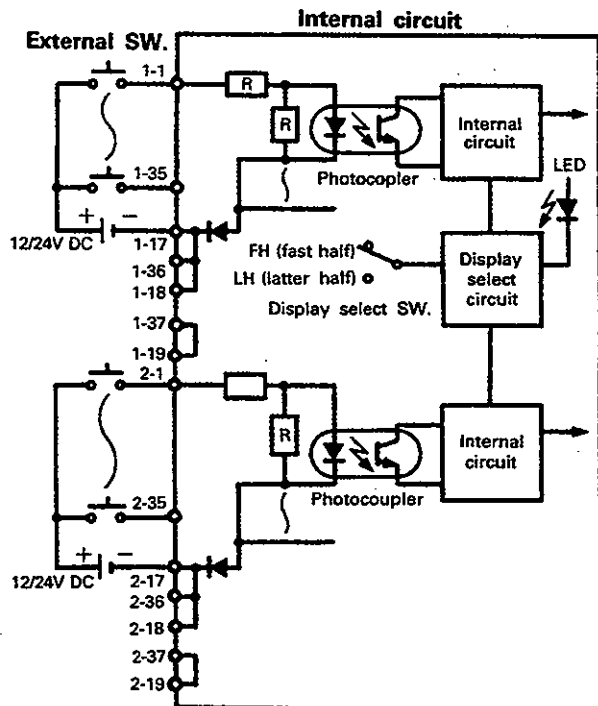 Internal circuit
External SW.
1-1
R
R
Internal circuit
Photocopler
LED
1-35
+ −
12/24V DC
1-17
1-36
1-18
FH (fast half)
LH (latter half)
Display select SW.
Display select circuit
1-37
1-19
2-1
R
Internal circuit
Photocoupler
2-35
+ −
12/24V DC
2-17
2-36
2-18
2-37
2-19